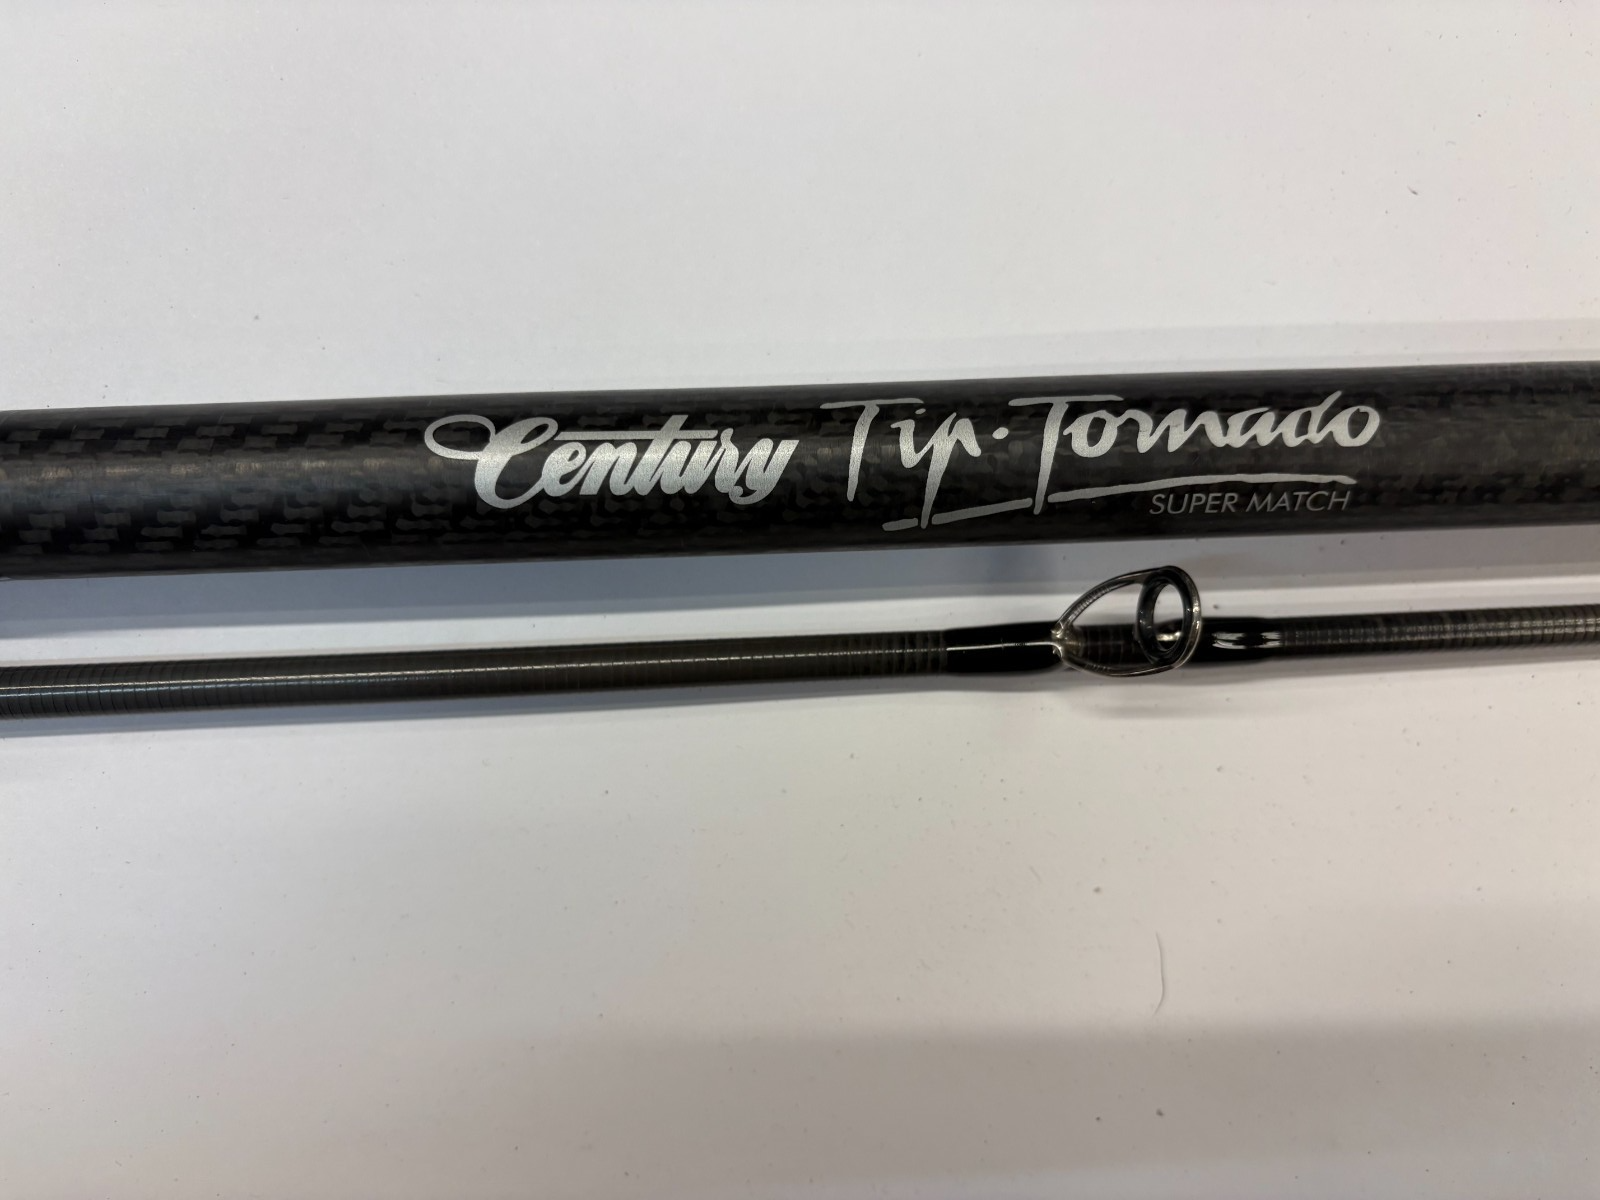 Century Tip·Tornado
SUPER MATCH